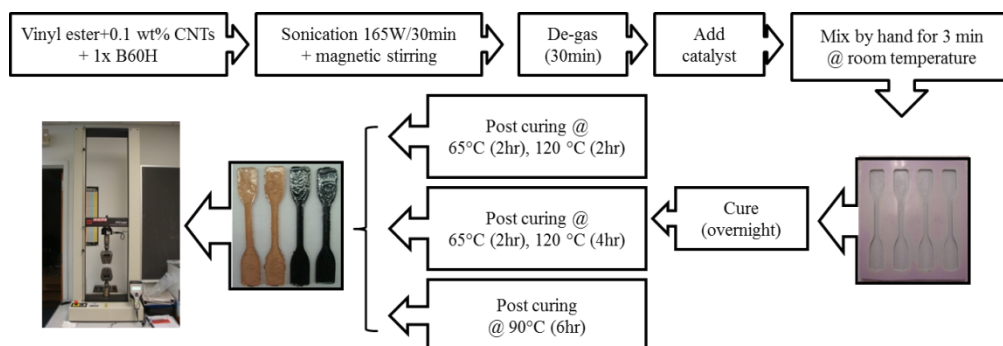 Vinyl ester+0.1 wt% CNTs
+ 1x B60H
Sonication 165W/30min
+ magnetic stirring
De-gas
(30min)
Add
catalyst
Mix by hand for 3 min
@ room temperature
Cure
(overnight)
Post curing @
65°C (2hr), 120 °C (2hr)
Post curing @
65°C (2hr), 120 °C (4hr)
Post curing
@ 90°C (6hr)